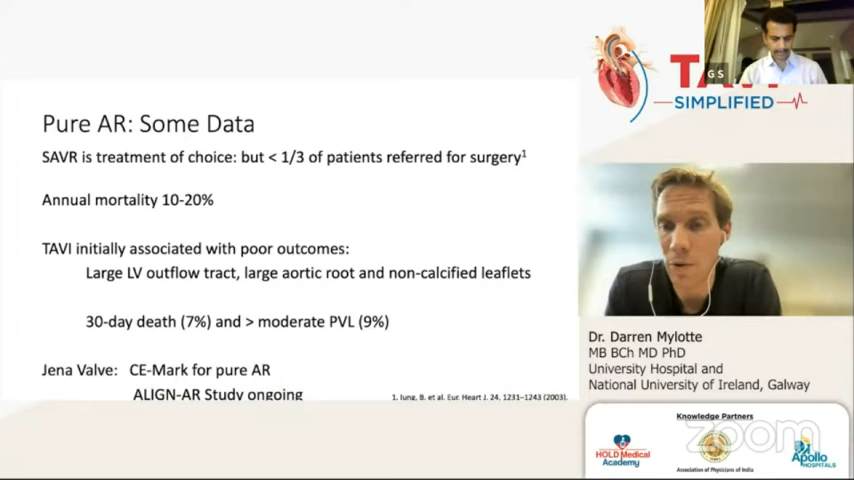 Pure AR: Some Data
SAVR is treatment of choice: but < 1/3 of patients referred for surgery1
Annual mortality 10-20%
TAVI initially associated with poor outcomes:
Large LV outflow tract, large aortic root and non-calcified leaflets
30-day death (7%) and > moderate PVL (9%)
Jena Valve: CE-Mark for pure AR
ALIGN-AR Study ongoing
1. Iung, B. et al. Eur. Heart J. 24, 1231–1243 (2003).
G S
SIMPLIFIED
Dr. Darren Mylotte
MB BCh MD PhD
University Hospital and
National University of Ireland, Galway
Knowledge Partners
zoom
HOLD Medical
Academy
Association of Physicians of India
Apollo
HOSPITALS